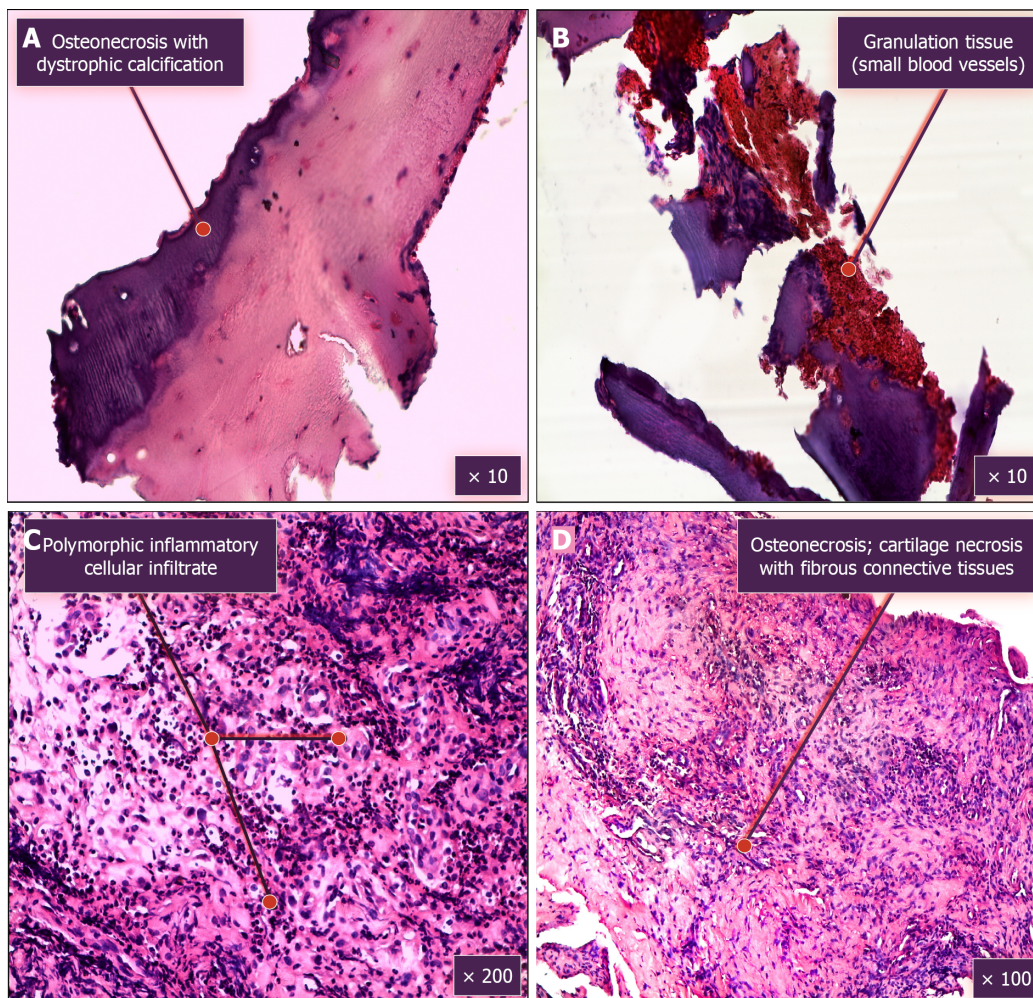 A
Osteonecrosis with
dystrophic calcification
× 10
B
Granulation tissue
(small blood vessels)
× 10
C
Polymorphic inflammatory
cellular infiltrate
× 200
D
Osteonecrosis; cartilage necrosis
with fibrous connective tissues
× 100